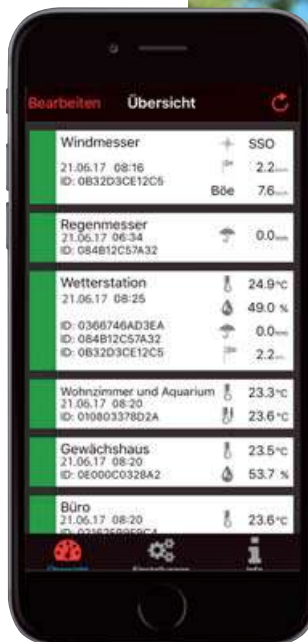 Bearbeiten Übersicht
Windmesser SSO
21.06.17 08:16 2.2
ID: 0B32D3CE12C5 Böe 7.6
Regenmesser
21.06.17 06:34 0.0
ID: 084B12C57A32
Wetterstation 24.9°C
21.06.17 08:25 49.0 %
ID: 0366746AD3EA 0.0
ID: 084B12C57A32
ID: 0B32D3CE12C5 2.2
Wohnzimmer und Aquarium 23.3°C
21.06.17 08:20
ID: 010803378D2A 23.6°C
Gewächshaus 23.5°C
21.06.17 08:20
ID: 0E000C0328A2 53.7 %
Büro
21.06.17 08:20 23.6°C
Übersicht Einstellungen Info